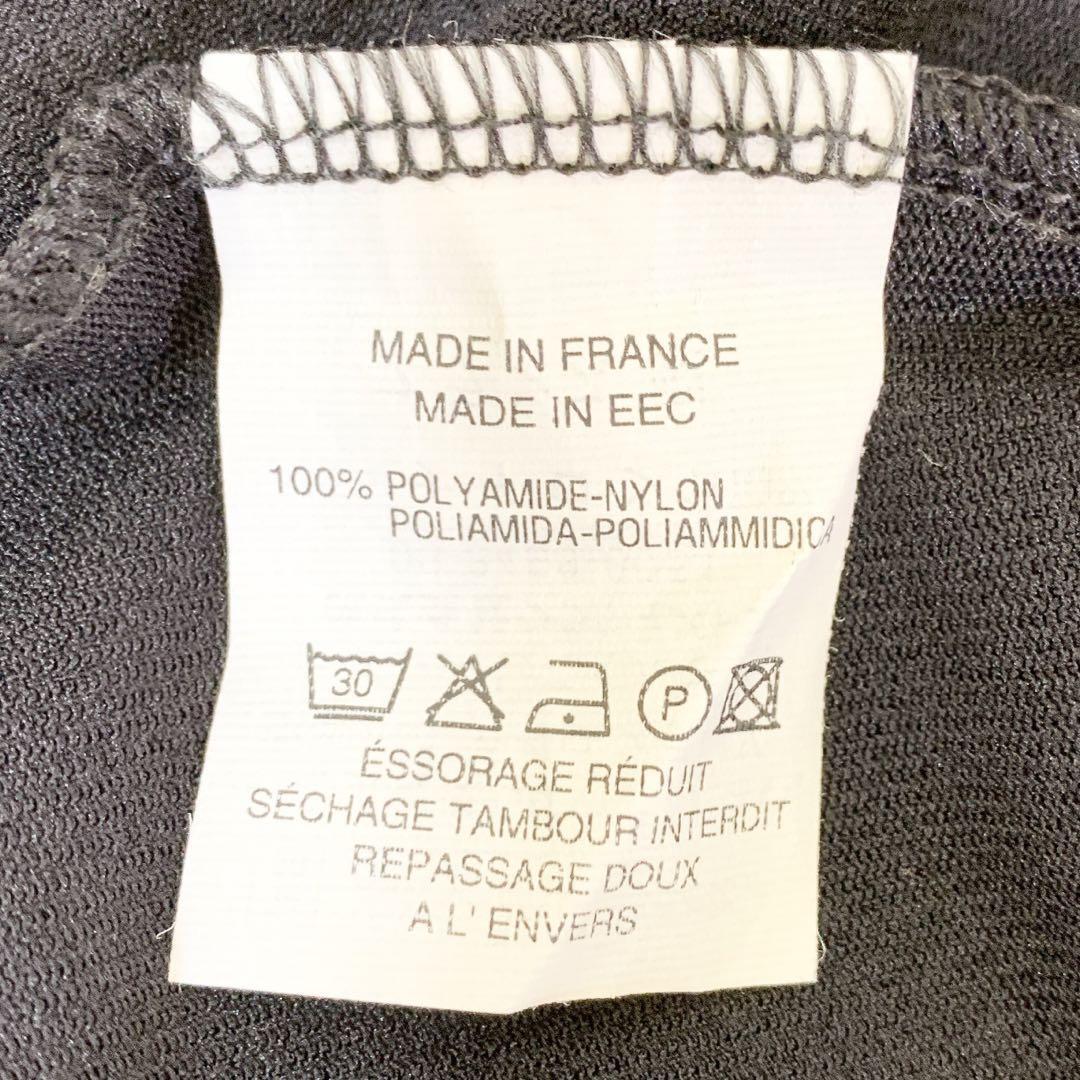 MADE IN FRANCE
MADE IN EEC
100% POLYAMIDE-NYLON
POLIAMIDA-POLIAMMIDICA
30 P
ÉSSORAGE RÉDUIT
SÉCHAGE TAMBOUR INTERDIT
REPASSAGE DOUX
A L' ENVERS